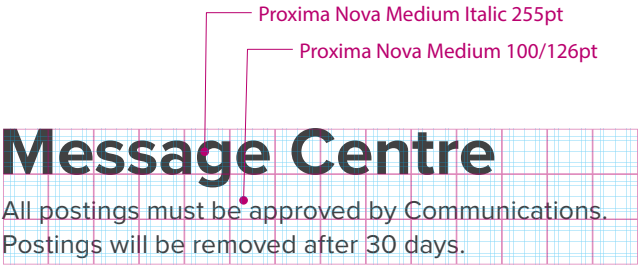 Proxima Nova Medium Italic 255pt
Proxima Nova Medium 100/126pt
Message Centre
All postings must be approved by Communications.
Postings will be removed after 30 days.